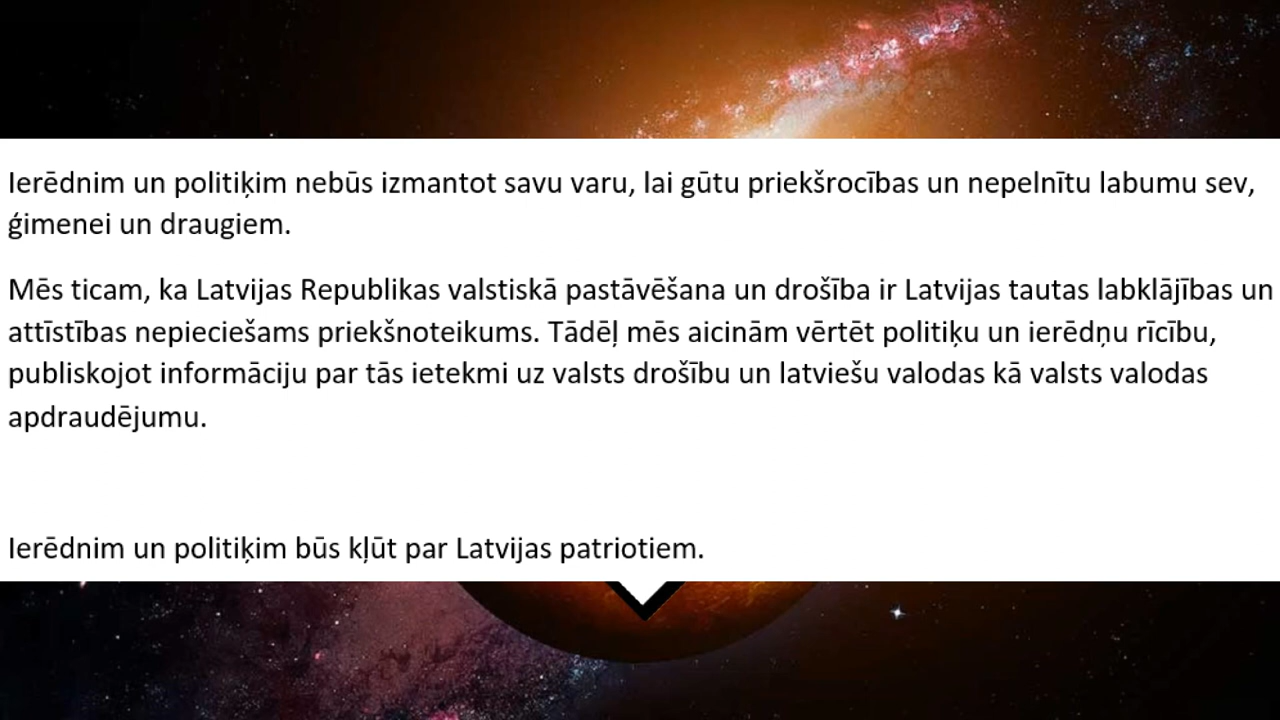 Ierēdnim un politiķim nebūs izmantot savu varu, lai gūtu priekšrocības un nepelnītu labumu sev,
ģimenei un draugiem.
Mēs ticam, ka Latvijas Republikas valstiskā pastāvēšana un drošība ir Latvijas tautas labklājības un
attīstības nepieciešams priekšnoteikums. Tādēļ mēs aicinām vērtēt politiķu un ierēdņu rīcību,
publiskojot informāciju par tās ietekmi uz valsts drošību un latviešu valodas kā valsts valodas
apdraudējumu.
Ierēdnim un politiķim būs kļūt par Latvijas patriotiem.